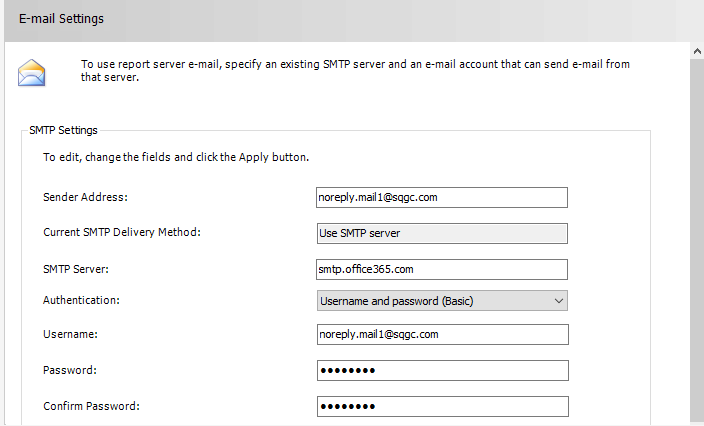 E-mail Settings
To use report server e-mail, specify an existing SMTP server and an e-mail account that can send e-mail from
that server.
SMTP Settings
To edit, change the fields and click the Apply button.
Sender Address:
noreply.mail1@sqgc.com
Current SMTP Delivery Method:
Use SMTP server
SMTP Server:
smtp.office365.com
Authentication:
Username and password (Basic)
Username:
noreply.mail1@sqgc.com
Password:
●●●●●●●●
Confirm Password:
●●●●●●●●